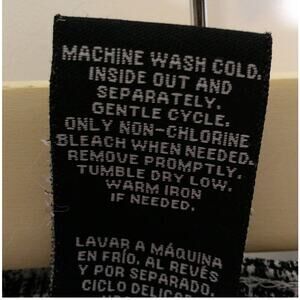 MACHINE WASH COLD.
INSIDE OUT AND
SEPARATELY.
GENTLE CYCLE.
ONLY NON-CHLORINE
BLEACH WHEN NEEDED.
REMOVE PROMPTLY.
TUMBLE DRY LOW.
WARM IRON
IF NEEDED.
LAVAR A MÁQUINA
EN FRÍO, AL REVÉS
Y POR SEPARADO,
CICLO DELICADO